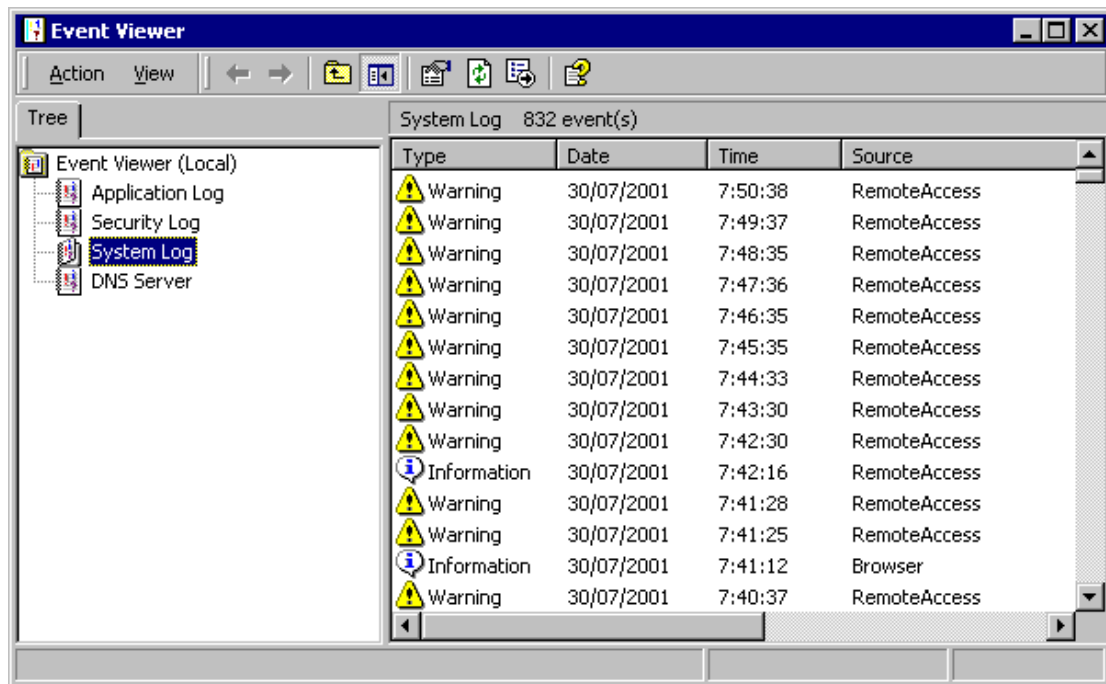 Event Viewer
Action View
Tree
System Log 832 event(s)
Event Viewer (Local)
Application Log
Security Log
System Log
DNS Server
Type Date Time Source
Warning 30/07/2001 7:50:38 RemoteAccess
Warning 30/07/2001 7:49:37 RemoteAccess
Warning 30/07/2001 7:48:35 RemoteAccess
Warning 30/07/2001 7:47:36 RemoteAccess
Warning 30/07/2001 7:46:35 RemoteAccess
Warning 30/07/2001 7:45:35 RemoteAccess
Warning 30/07/2001 7:44:33 RemoteAccess
Warning 30/07/2001 7:43:30 RemoteAccess
Warning 30/07/2001 7:42:30 RemoteAccess
Information 30/07/2001 7:42:16 RemoteAccess
Warning 30/07/2001 7:41:28 RemoteAccess
Warning 30/07/2001 7:41:25 RemoteAccess
Information 30/07/2001 7:41:12 Browser
Warning 30/07/2001 7:40:37 RemoteAccess